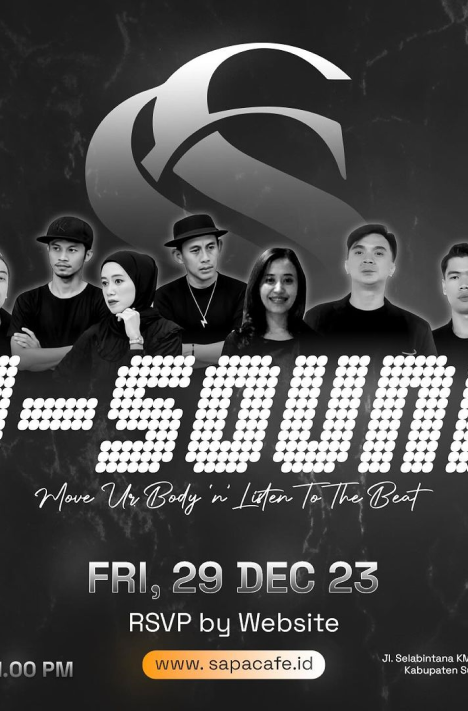 -SOUN
Move Ur Body 'n' Listen To The Beat
FRI, 29 DEC 23
RSVP by Website
www. sapacafe.id
.00 PM
Jl. Selabintana KM
Kabupaten S